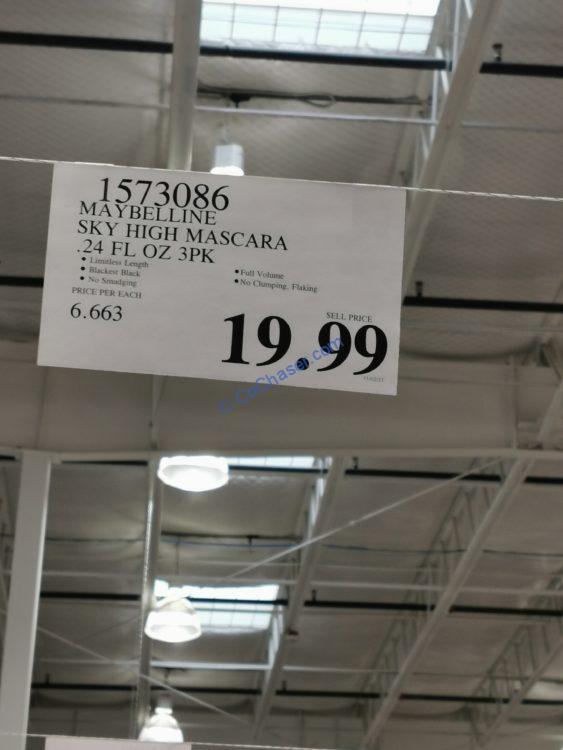 1573086
MAYBELLINE
SKY HIGH MASCARA
.24 FL OZ 3PK
• Limitless Length
• Blackest Black
• No Smudging
• Full Volume
• No Clumping, Flaking
PRICE PER EACH
6.663
SELL PRICE
19.99
© CoChaser.com